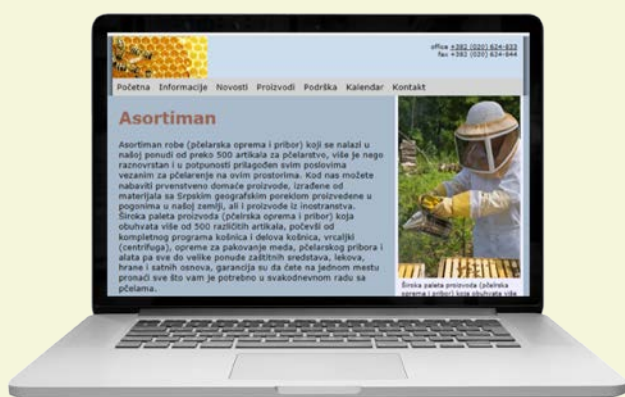 office +382 (020) 624-833
fax +382 (020) 624-844
Početna Informacije Novosti Proizvodi Podrška Kalendar Kontakt
Asortiman
Asortiman robe (pčelarska oprema i pribor) koji se nalazi u
našoj ponudi od preko 500 artikala za pčelarstvo, više je nego
raznovrstan i u potpunosti prilagođen svim poslovima
vezanim za pčelarenje na ovim prostorima. Kod nas možete
nabaviti prvenstveno domaće proizvode, izrađene od
materijala sa Srpskim geografskim poreklom proizvedene u
pogonima u našoj zemlji, ali i proizvode iz inostranstva.
Široka paleta proizvoda (pčelrska oprema i pribor) koja
obuhvata više od 500 različitih artikala, počevši od
kompletnog programa košnica i delova košnica, vrcaljki
(centrifuga), opreme za pakovanje meda, pčelarskog pribora i
alata pa sve do velike ponude zaštitnih sredstava, lekova,
hrane i satnih osnova, garancija su da ćete na jednom mestu
pronaći sve što vam je potrebno u svakodnevnom radu sa
pčelama.
Široka paleta proizvoda (pčelrska
oprema i pribor) koja obuhvata više